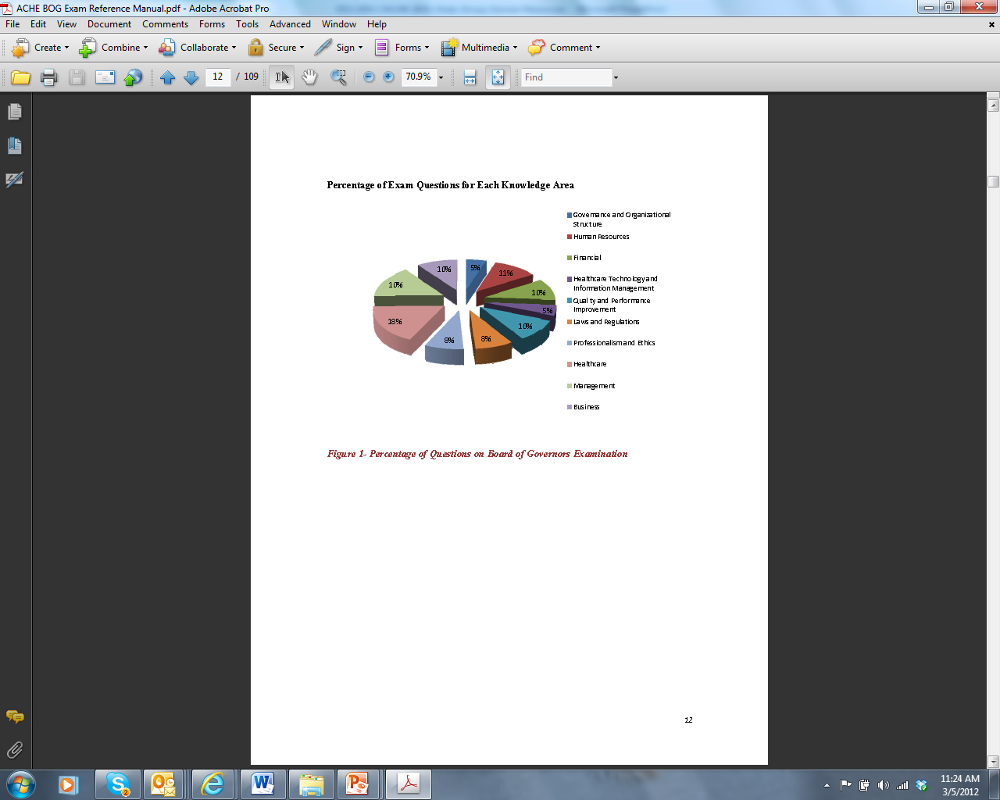 ACHE BOG Exam Reference Manual.pdf - Adobe Acrobat Pro
File Edit View Document Comments Forms Tools Advanced Window Help
Create Combine Collaborate Secure Sign Forms Multimedia Comment
12 / 109 70.9% Find
Percentage of Exam Questions for Each Knowledge Area
Governance and Organizational
Structure
Human Resources
Financial
Healthcare Technology and
Information Management
Quality and Performance
Improvement
Laws and Regulations
Professionalism and Ethics
Healthcare
Management
Business
5%
11%
10%
5%
10%
8%
8%
18%
10%
10%
Figure 1- Percentage of Questions on Board of Governors Examination
12
11:24 AM
3/5/2012